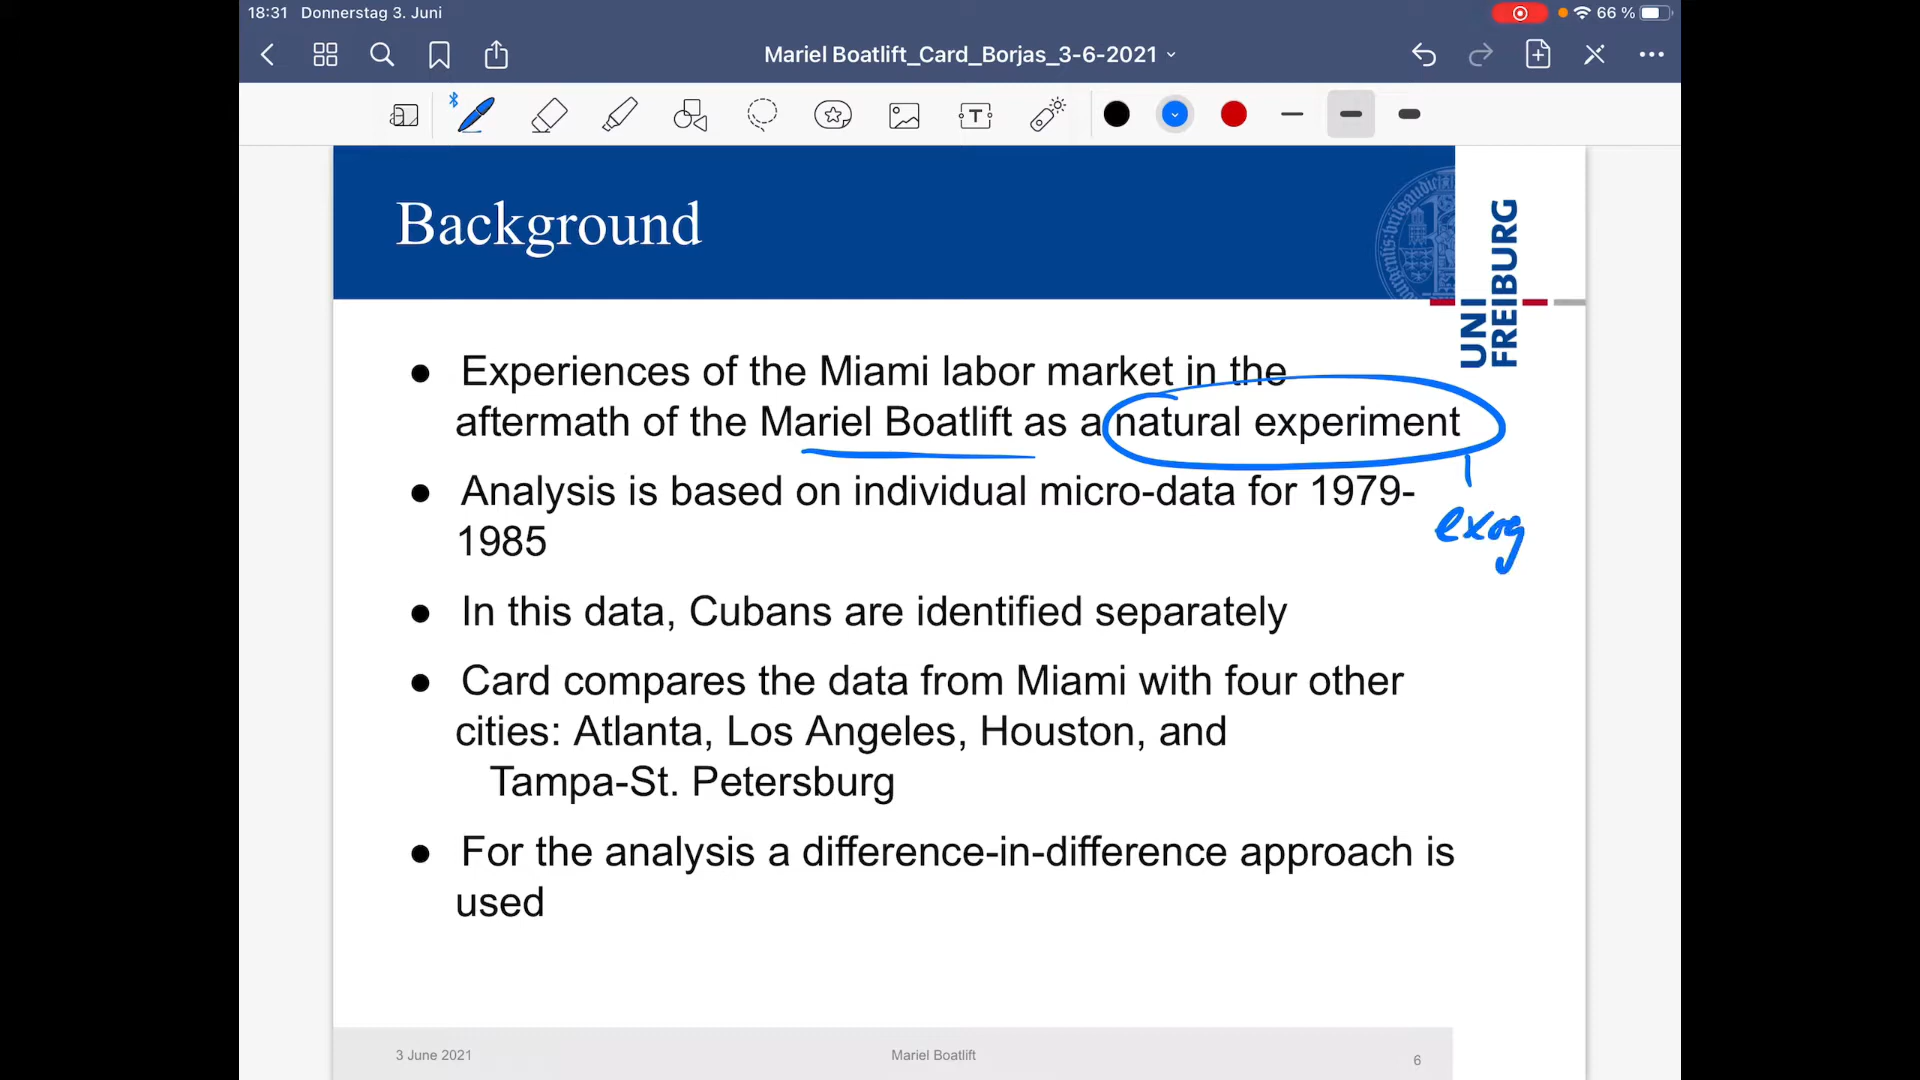 18:31 Donnerstag 3. Juni
66 %
Mariel Boatlift_Card_Borjas_3-6-2021
Background
UNI
FREIBURG
● Experiences of the Miami labor market in the
aftermath of the Mariel Boatlift as a natural experiment
● Analysis is based on individual micro-data for 1979-
1985
exog
● In this data, Cubans are identified separately
● Card compares the data from Miami with four other
cities: Atlanta, Los Angeles, Houston, and
Tampa-St. Petersburg
● For the analysis a difference-in-difference approach is
used
3 June 2021
Mariel Boatlift
6